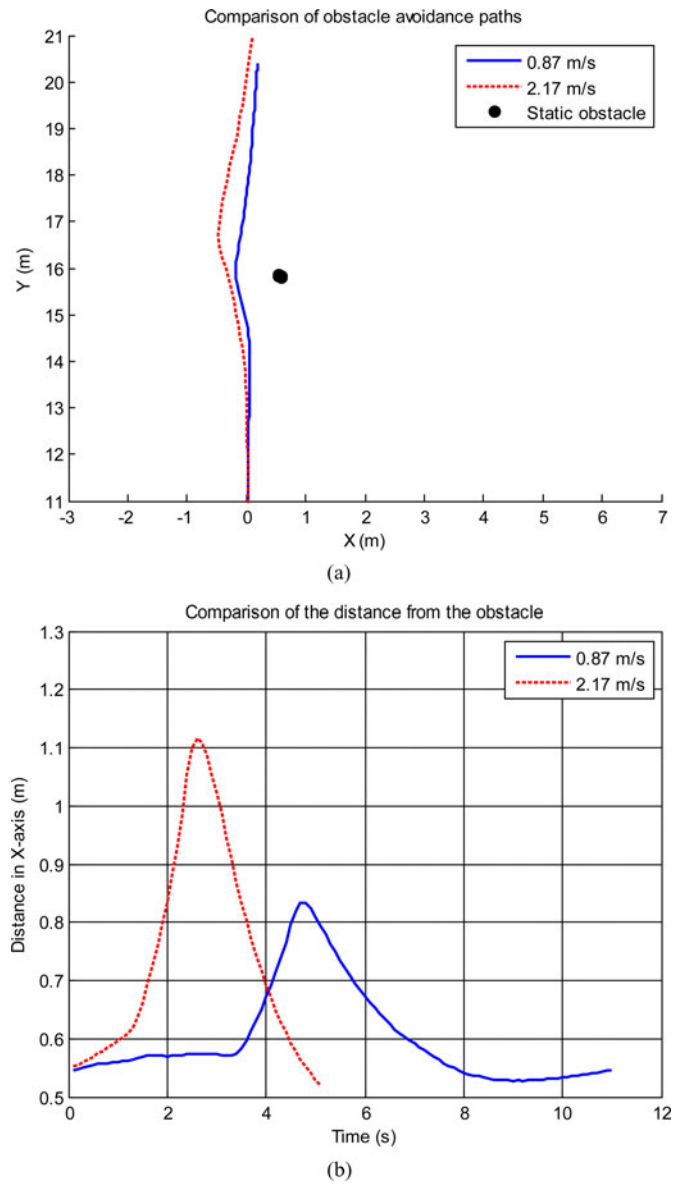 Comparison of obstacle avoidance paths
21
20
19
18
17
16
15
14
13
12
11
Y (m)
0.87 m/s
2.17 m/s
Static obstacle
-3 -2 -1 0 1 2 3 4 5 6 7
X (m)
(a)
Comparison of the distance from the obstacle
1.3
1.2
1.1
1
0.9
0.8
0.7
0.6
0.5
Distance in X-axis (m)
0.87 m/s
2.17 m/s
0 2 4 6 8 10 12
Time (s)
(b)